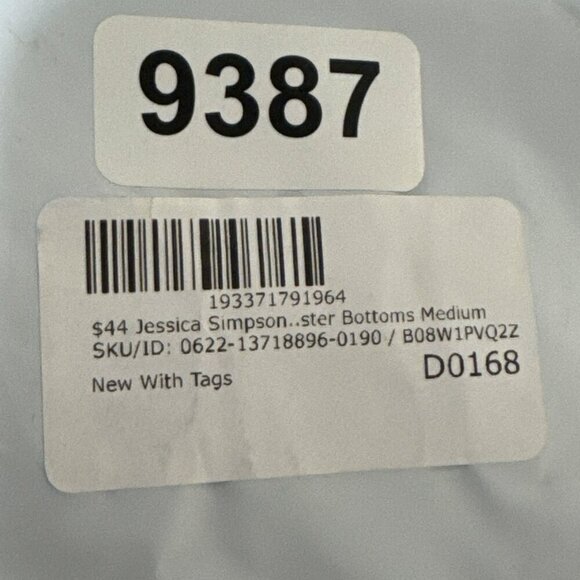 9387
193371791964
$44 Jessica Simpson..ster Bottoms Medium
SKU/ID: 0622-13718896-0190 / B08W1PVQ2Z
New With Tags
D0168